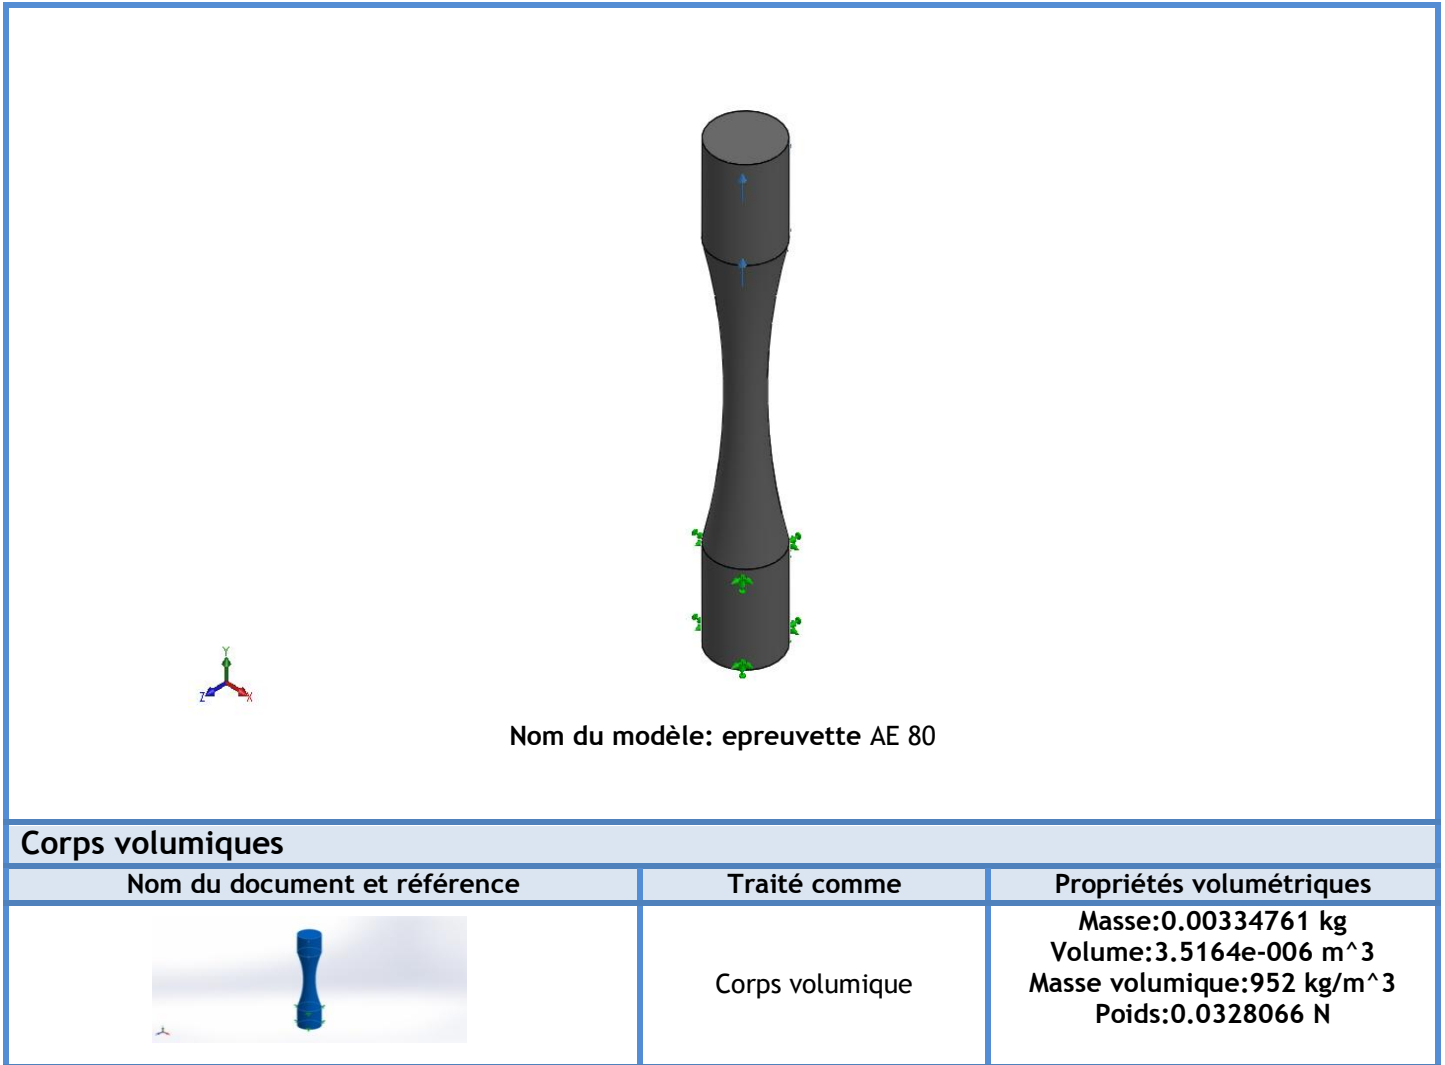 Y
Z
X
Nom du modèle: epreuvette AE 80
Corps volumiques
Nom du document et référence
Traité comme
Propriétés volumétriques
Corps volumique
Masse:0.00334761 kg
Volume:3.5164e-006 m^3
Masse volumique:952 kg/m^3
Poids:0.0328066 N